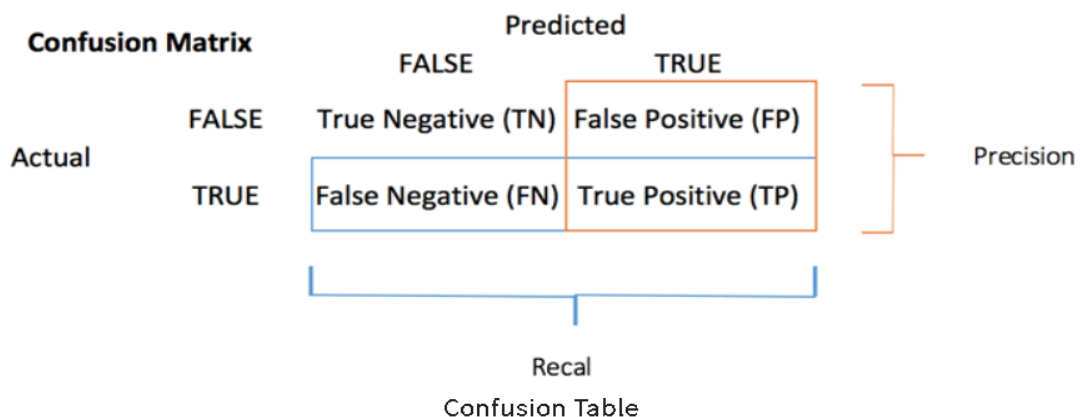 Confusion Matrix
Predicted
FALSE TRUE
FALSE True Negative (TN) False Positive (FP)
Actual
Precision
TRUE False Negative (FN) True Positive (TP)
Recal
Confusion Table